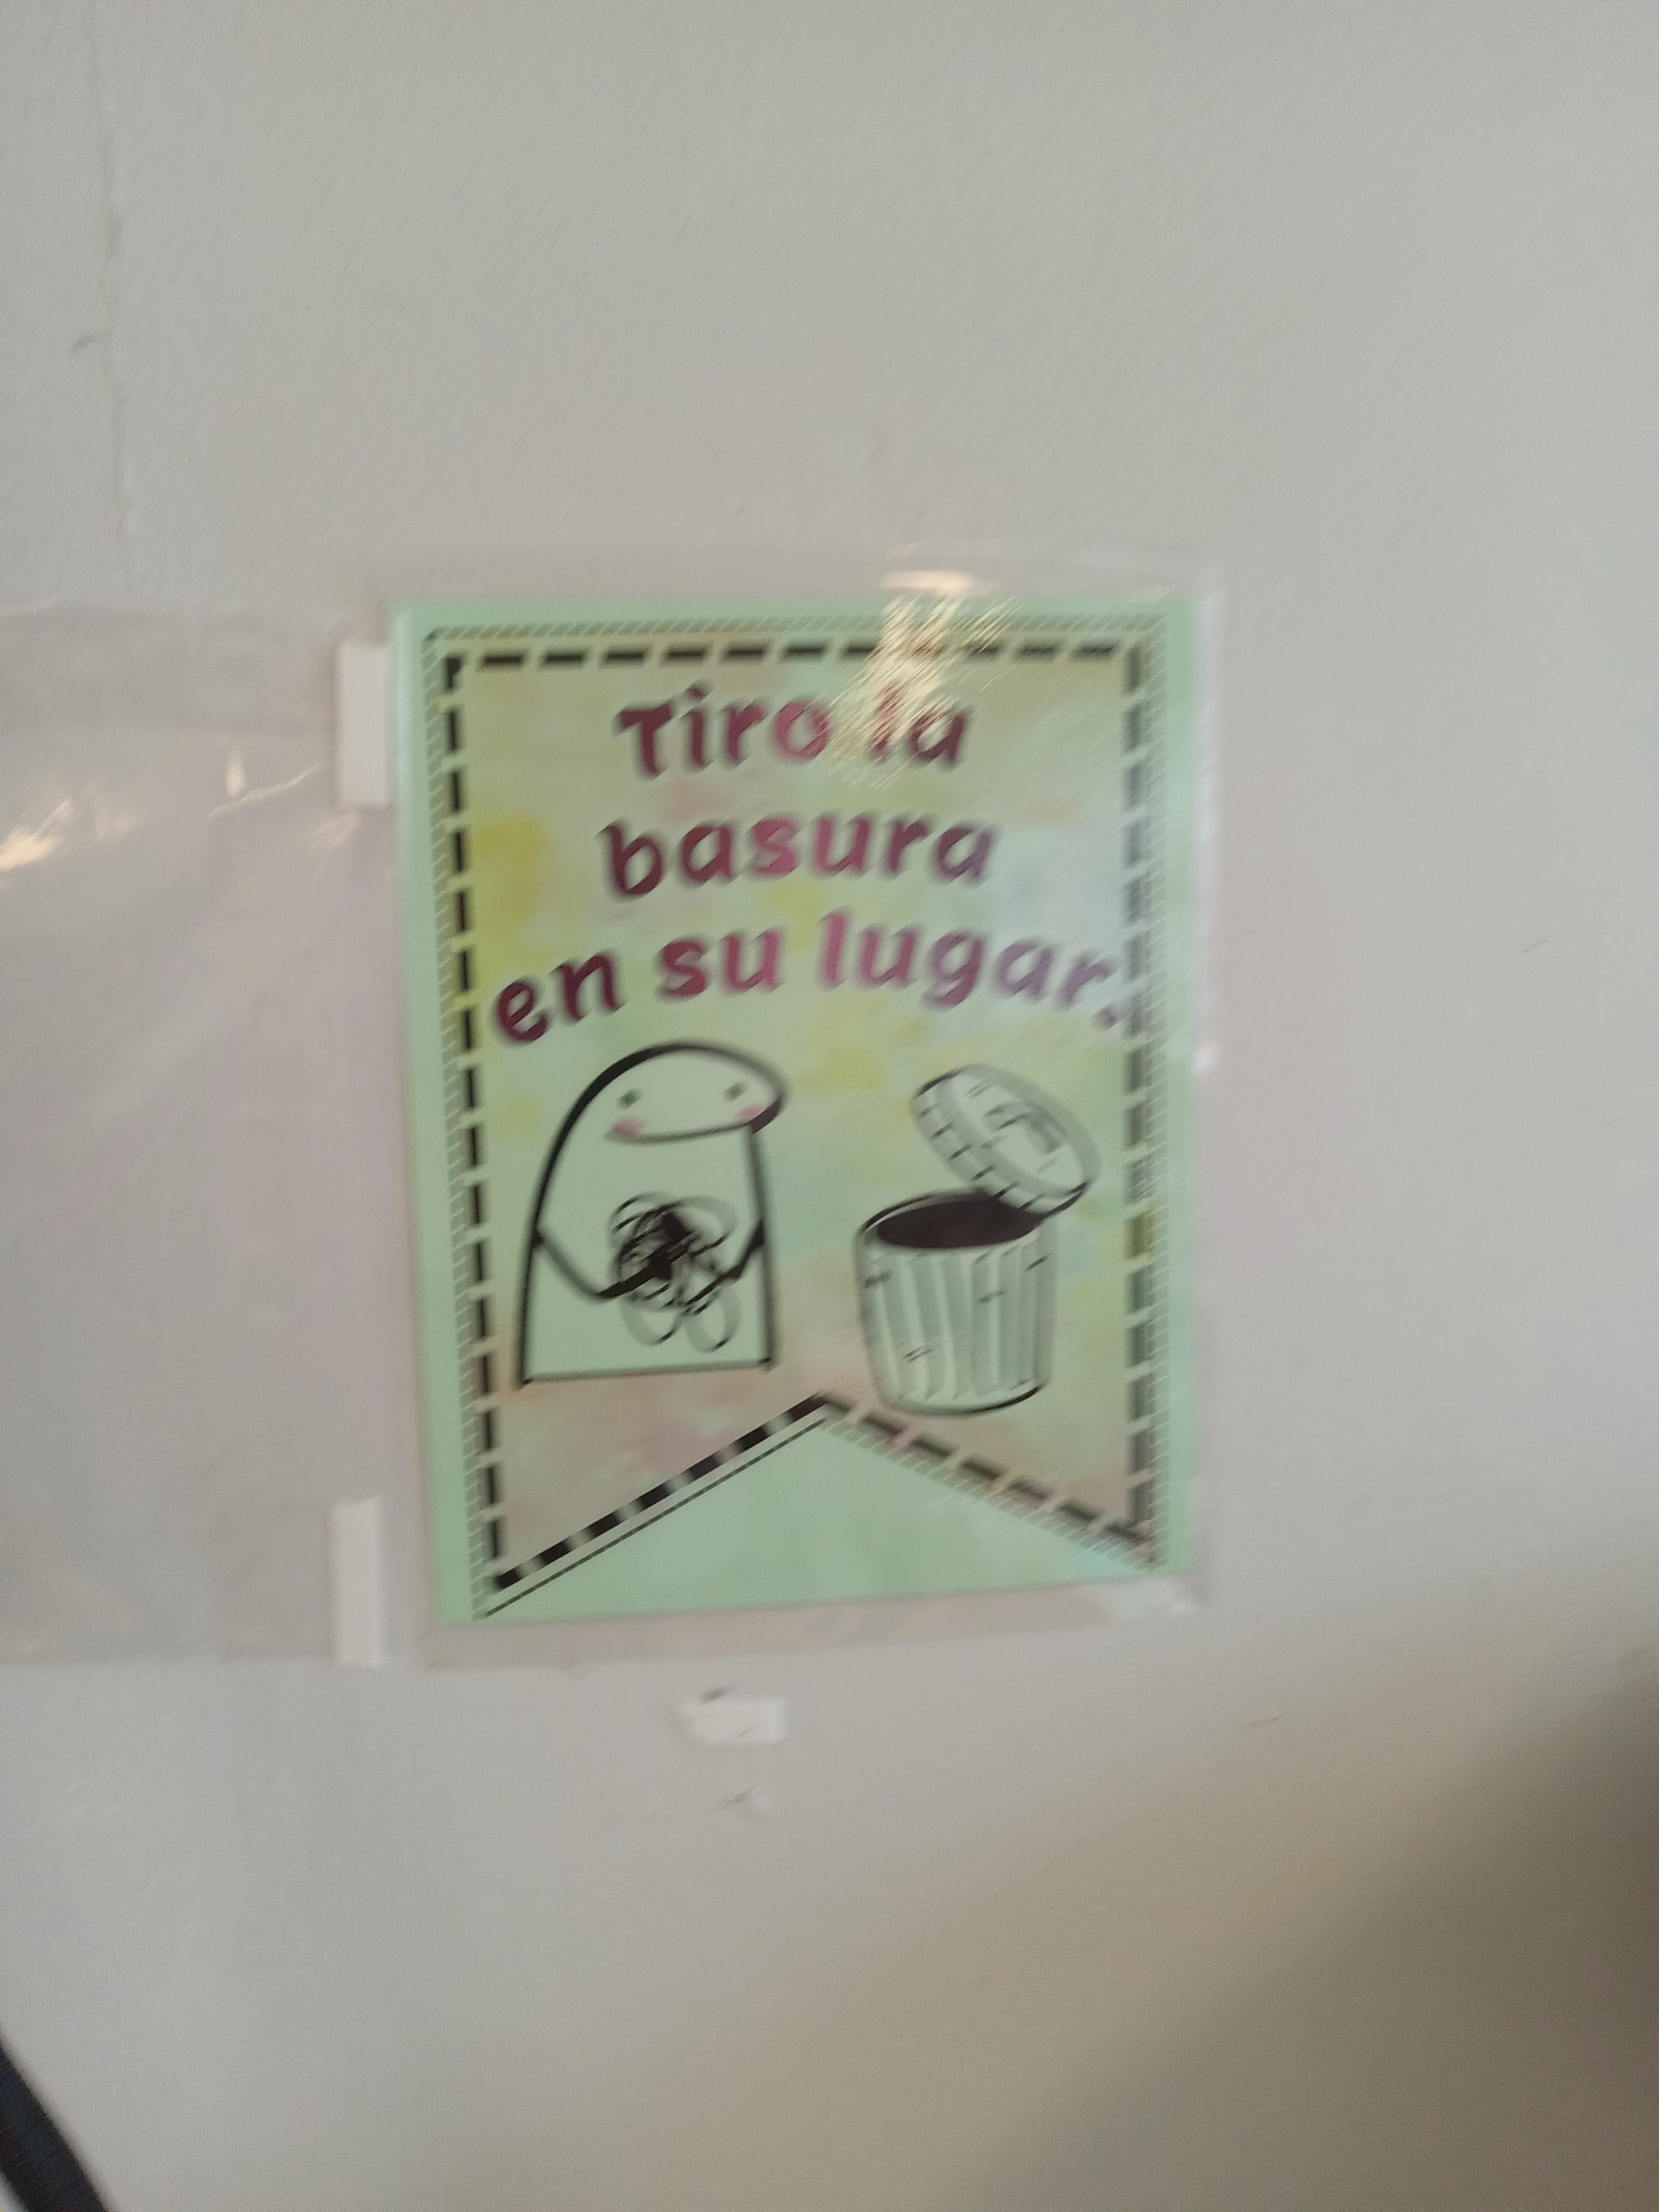 Tiro la
basura
en su lugar.